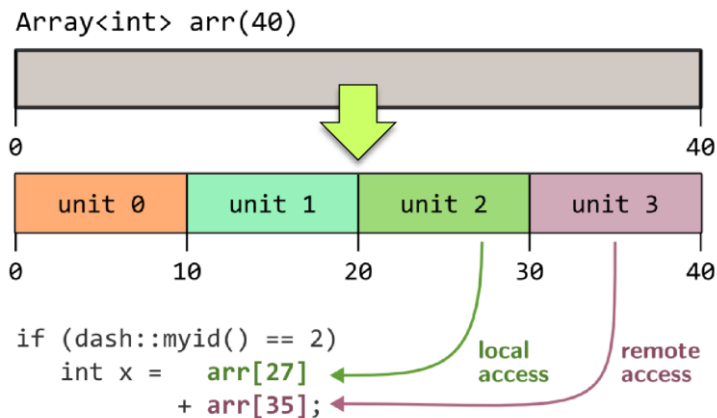 Array<int> arr(40)
0 40
unit 0 unit 1 unit 2 unit 3
0 10 20 30 40
if (dash::myid() == 2)
int x = arr[27]
+ arr[35];
local
access
remote
access